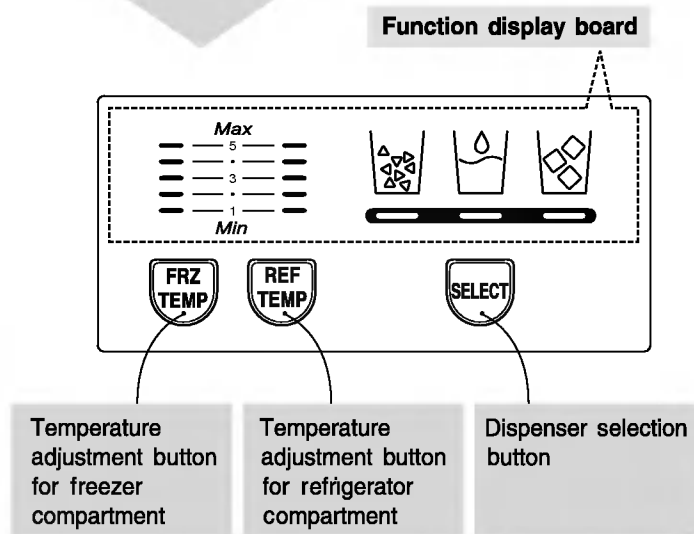 Function display board
Max
5
3
1
Min
FRZ
TEMP
REF
TEMP
SELECT
Temperature
adjustment button
for freezer
compartment
Temperature
adjustment button
for refrigerator
compartment
Dispenser selection
button